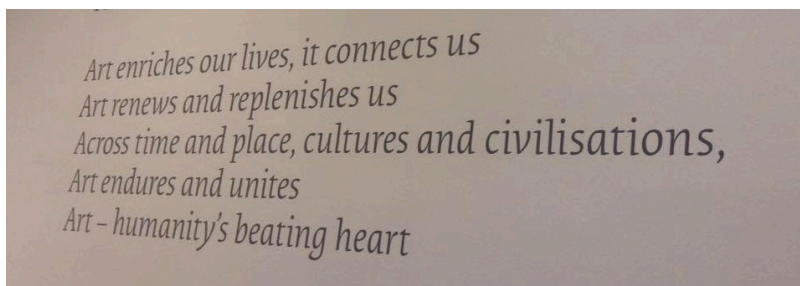 Art enriches our lives, it connects us
Art renews and replenishes us
Across time and place, cultures and civilisations,
Art endures and unites
Art – humanity's beating heart